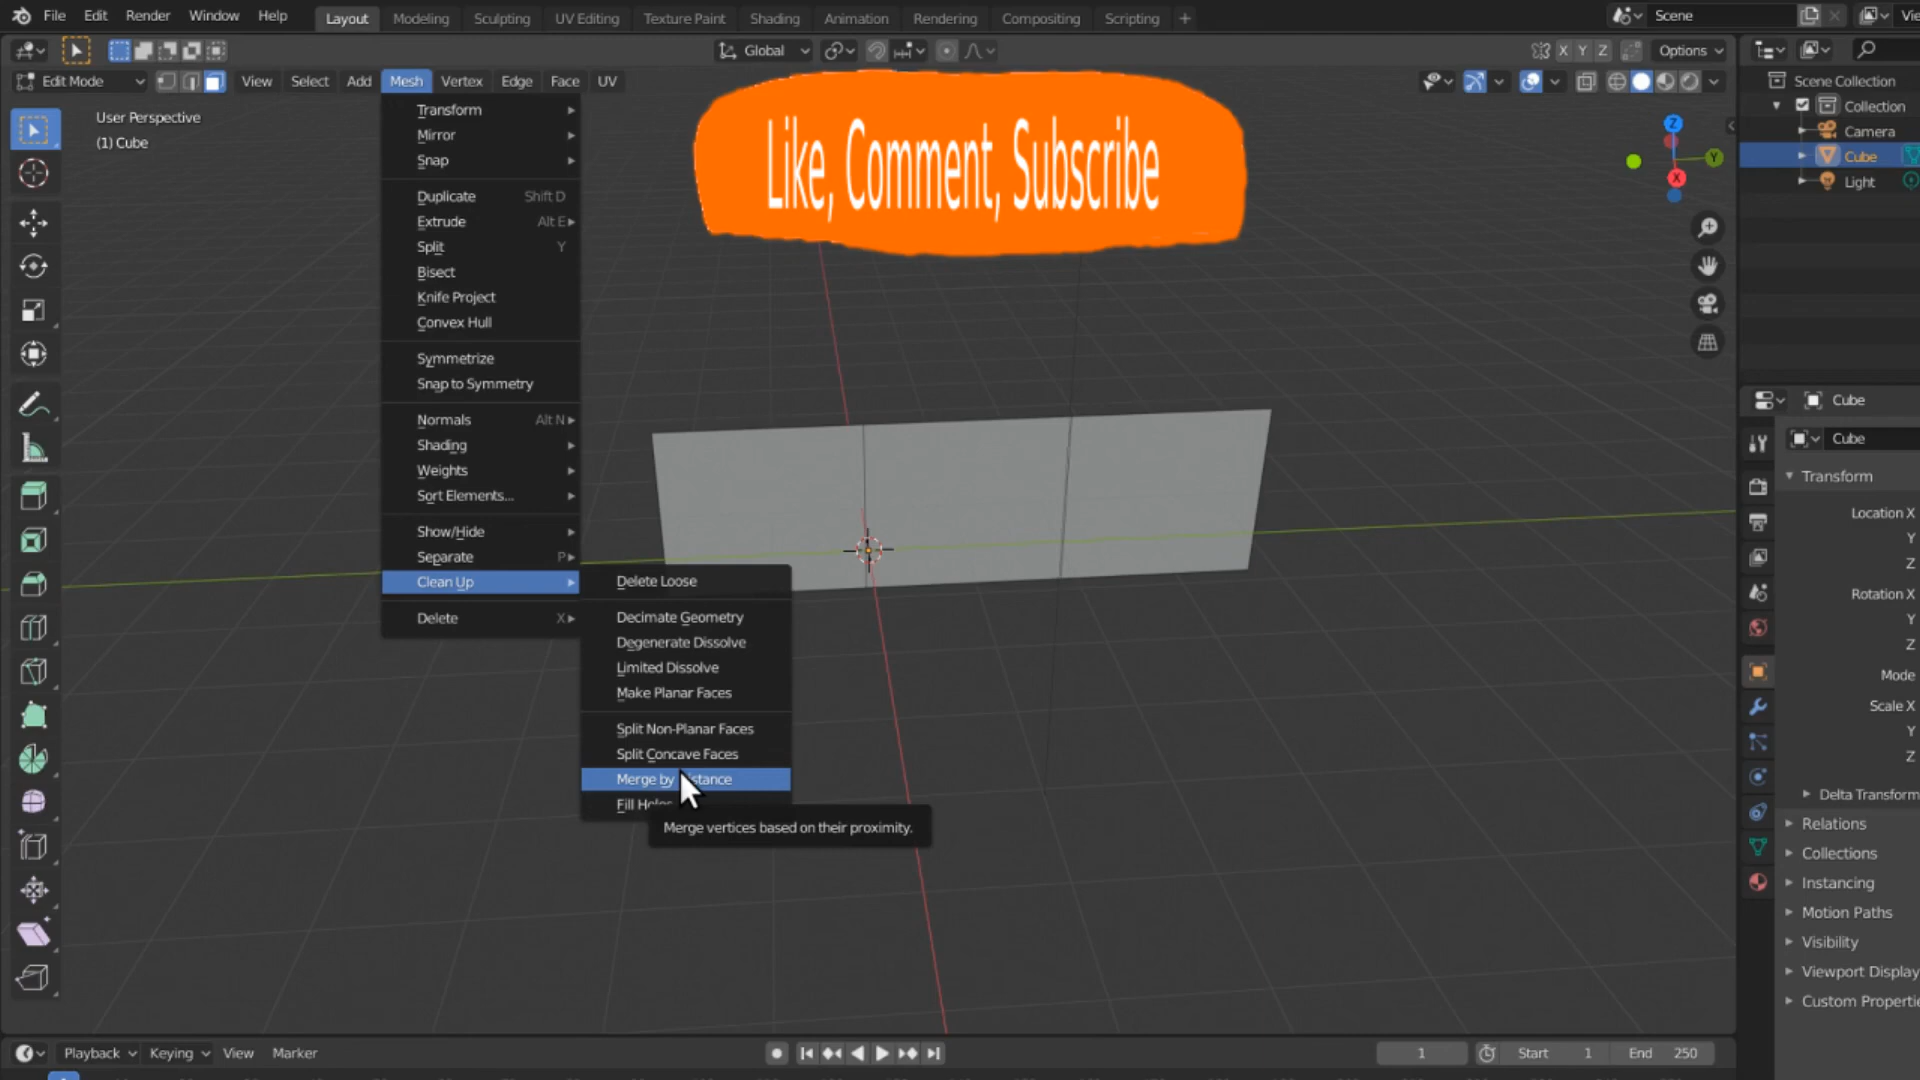 File Edit Render Window Help Layout Modeling Sculpting UV Editing Texture Paint Shading Animation Rendering Compositing Scripting + Scene
Global X Y Z Options
Edit Mode View Select Add Mesh Vertex Edge Face UV
Scene Collection
Collection
Camera
Cube
Light
User Perspective
(1) Cube
Like, Comment, Subscribe
Z
Y
X
Transform
Mirror
Snap
Duplicate Shift D
Extrude Alt E
Split Y
Bisect
Knife Project
Convex Hull
Symmetrize
Snap to Symmetry
Normals Alt N
Shading
Weights
Sort Elements...
Show/Hide
Separate P
Clean Up
Delete X
Delete Loose
Decimate Geometry
Degenerate Dissolve
Limited Dissolve
Make Planar Faces
Split Non-Planar Faces
Split Concave Faces
Merge by
Fill
Merge vertices based on their proximity.
Cube
Cube
Transform
Location X
Y
Z
Rotation X
Y
Z
Mode
Scale X
Y
Z
Delta Transform
Relations
Collections
Instancing
Motion Paths
Visibility
Viewport Display
Custom
Playback Keying View Marker 1 Start 1 End 250